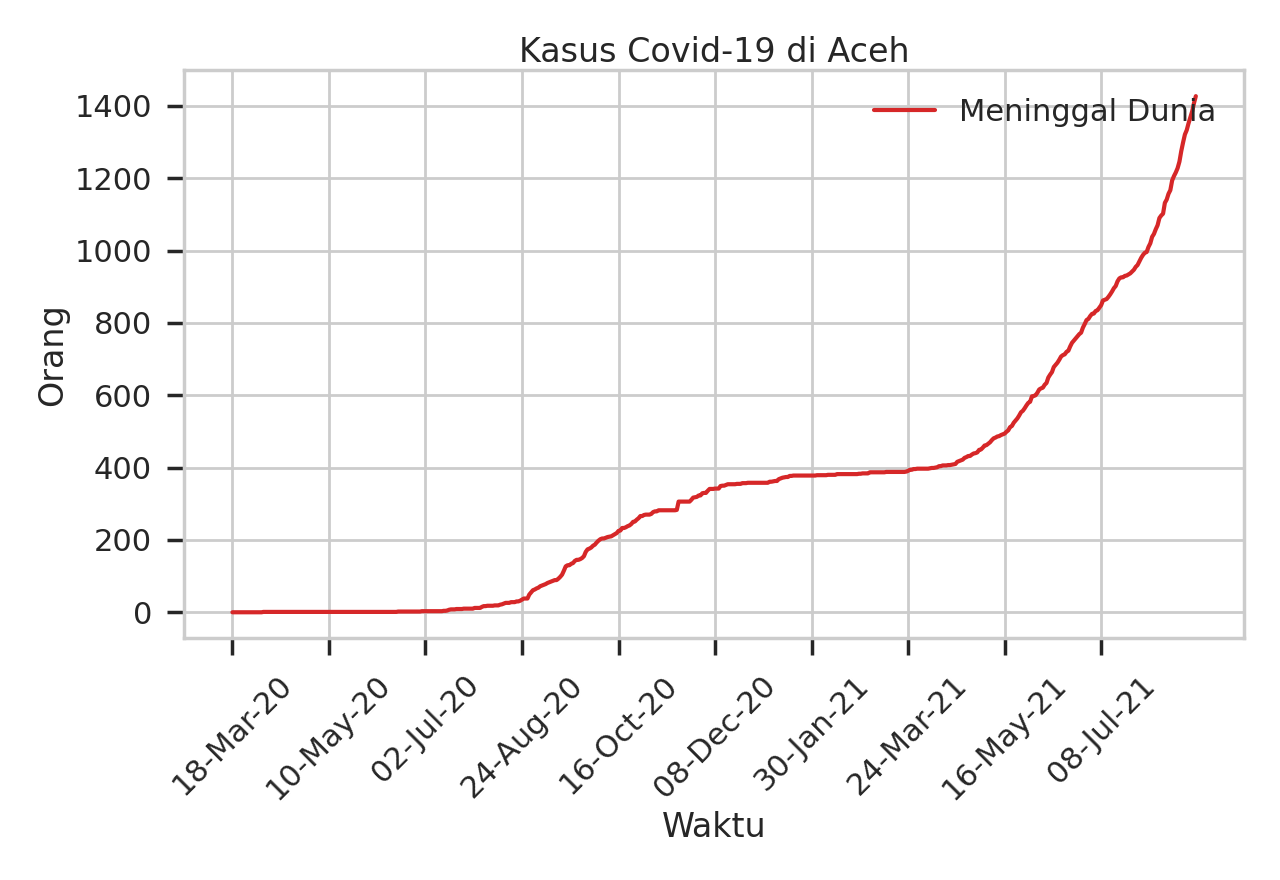 Kasus Covid-19 di Aceh
Meninggal Dunia
Orang
1400
1200
1000
800
600
400
200
0
18-Mar-20
10-May-20
02-Jul-20
24-Aug-20
16-Oct-20
08-Dec-20
30-Jan-21
24-Mar-21
16-May-21
08-Jul-21
Waktu